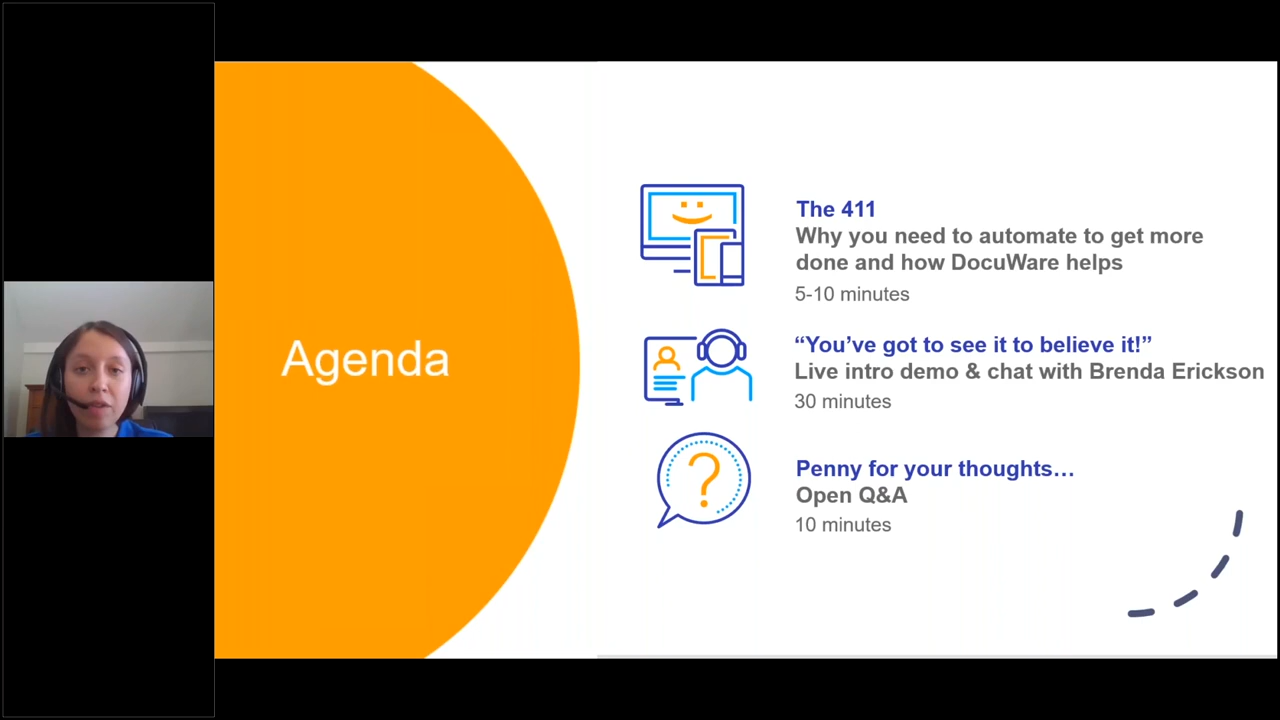 Agenda
The 411
Why you need to automate to get more
done and how DocuWare helps
5-10 minutes
“You’ve got to see it to believe it!”
Live intro demo & chat with Brenda Erickson
30 minutes
Penny for your thoughts…
Open Q&A
10 minutes